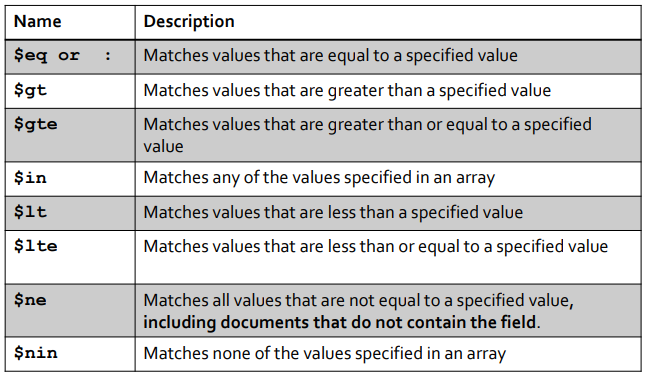 Name Description
$eq or : Matches values that are equal to a specified value
$gt Matches values that are greater than a specified value
$gte Matches values that are greater than or equal to a specified
value
$in Matches any of the values specified in an array
$lt Matches values that are less than a specified value
$lte Matches values that are less than or equal to a specified value
$ne Matches all values that are not equal to a specified value,
including documents that do not contain the field.
$nin Matches none of the values specified in an array